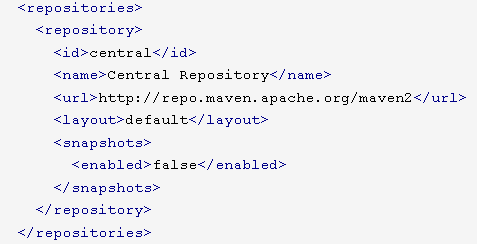 <repositories>
<repository>
<id>central</id>
<name>Central Repository</name>
<url>http://repo.maven.apache.org/maven2</url>
<layout>default</layout>
<snapshots>
<enabled>false</enabled>
</snapshots>
</repository>
</repositories>